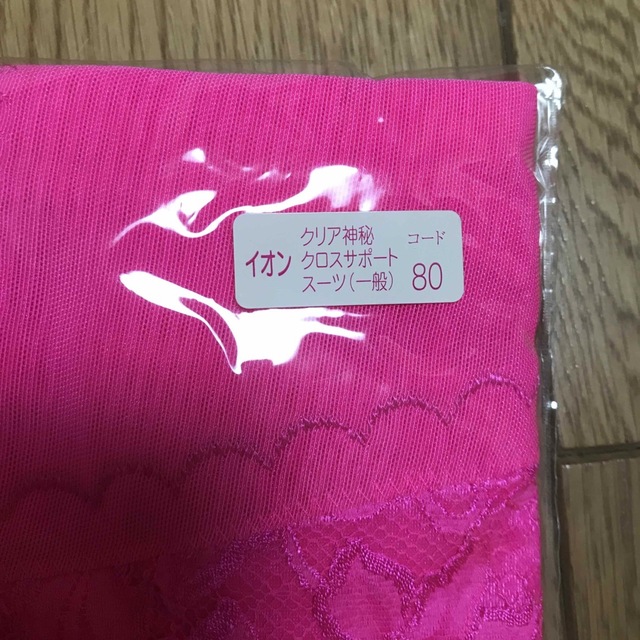 イオン
クリア神秘
クロスサポート
スーツ(一般)
コード
80